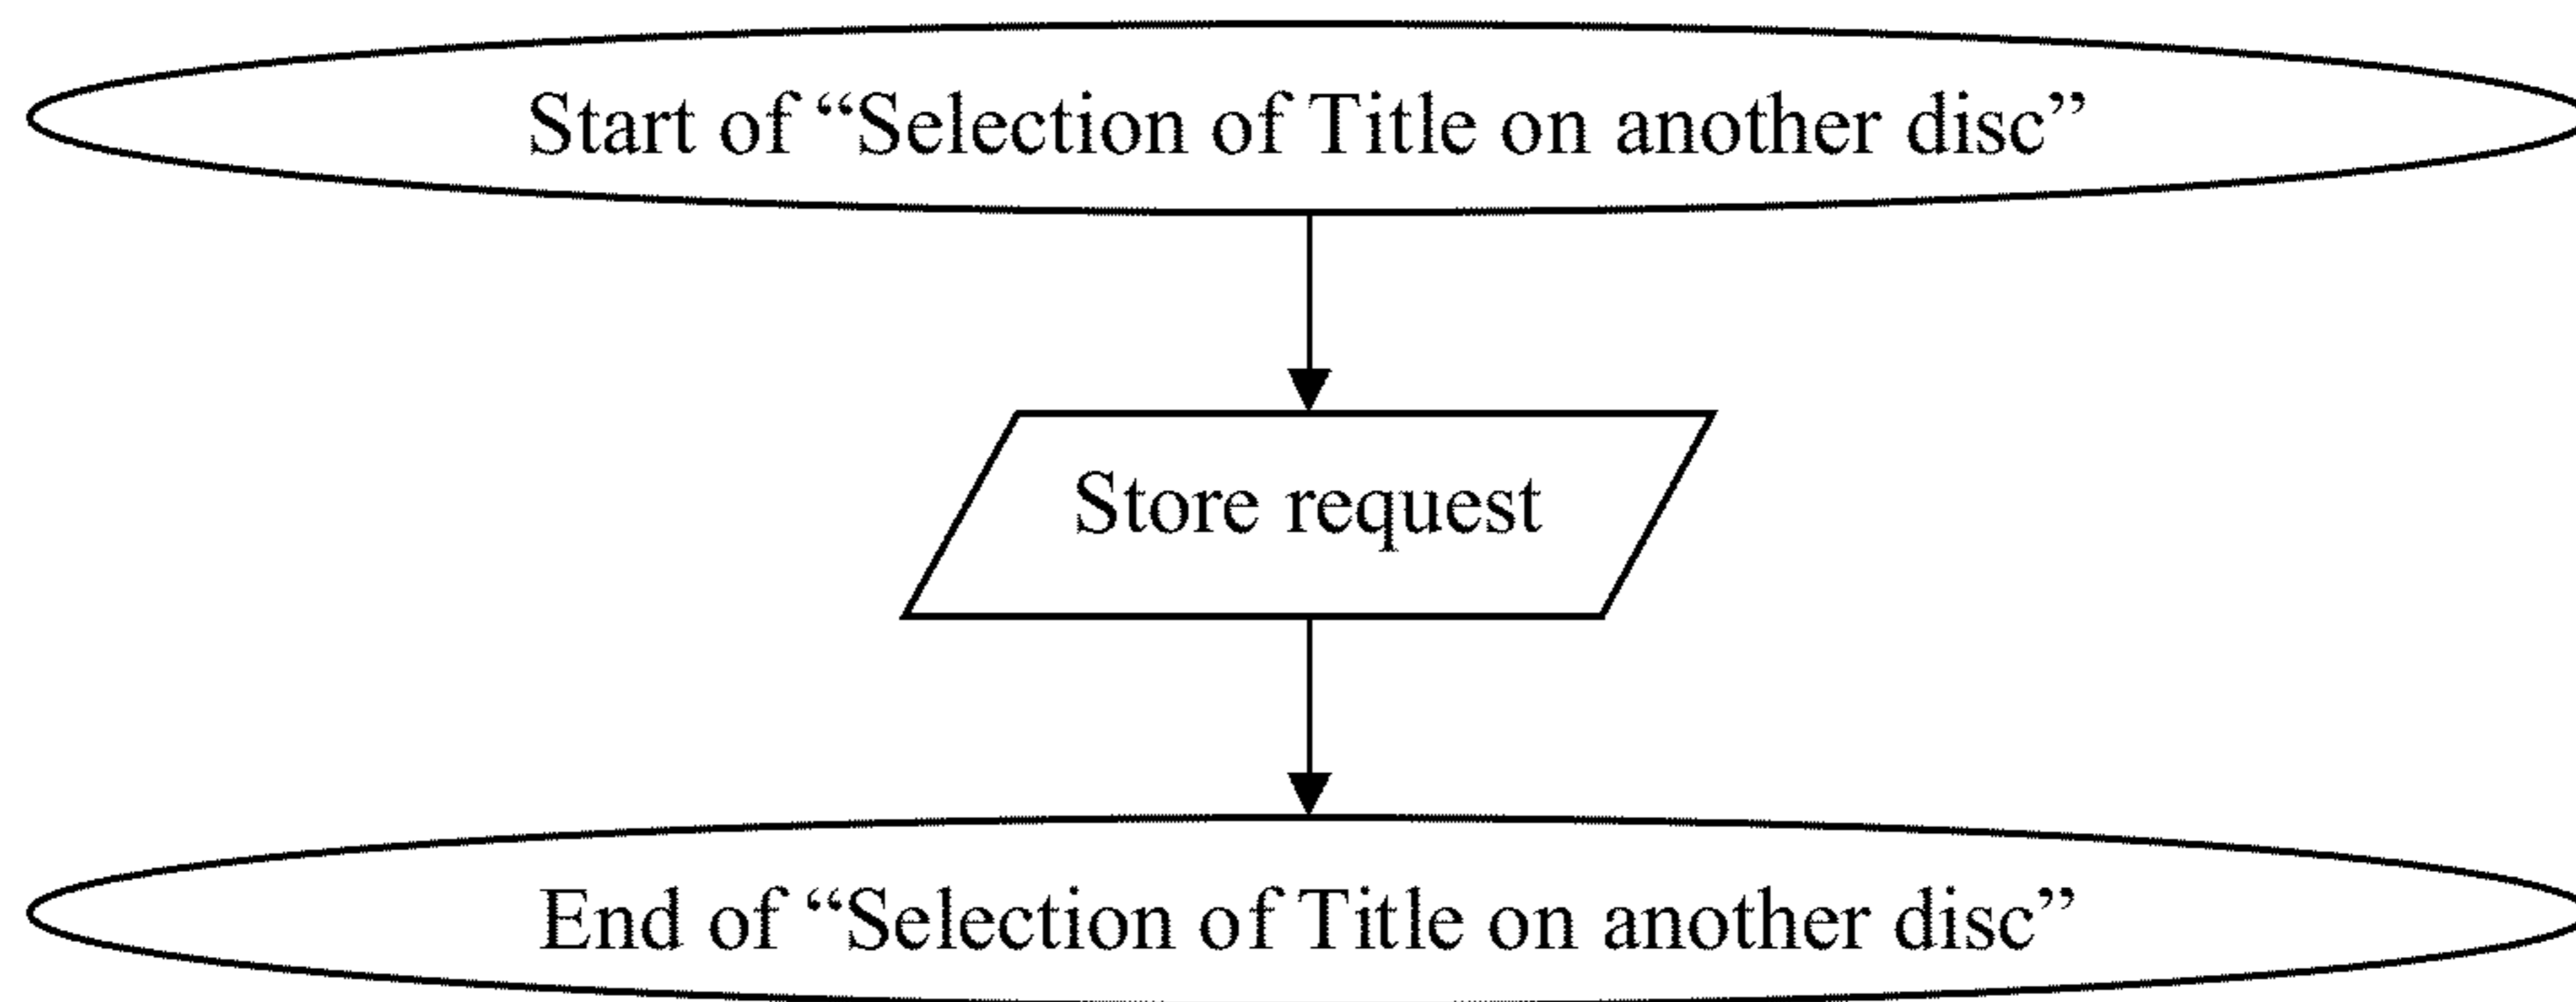 Start of “Selection of Title on another disc”
Store request
End of “Selection of Title on another disc”